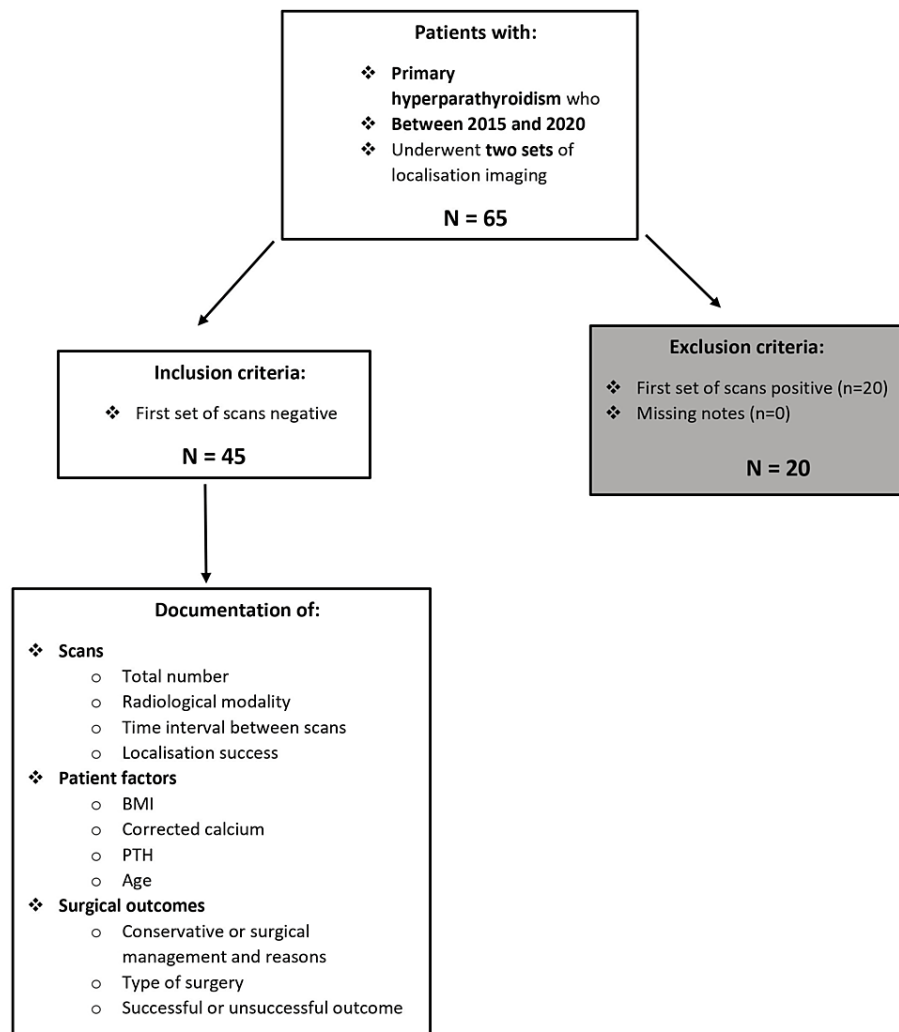 Patients with:
❖ Primary
hyperparathyroidism who
❖ Between 2015 and 2020
❖ Underwent two sets of
localisation imaging
N = 65
Inclusion criteria:
❖ First set of scans negative
N = 45
Exclusion criteria:
❖ First set of scans positive (n=20)
❖ Missing notes (n=0)
N = 20
Documentation of:
❖ Scans
o Total number
o Radiological modality
o Time interval between scans
o Localisation success
❖ Patient factors
o BMI
o Corrected calcium
o PTH
o Age
❖ Surgical outcomes
o Conservative or surgical
management and reasons
o Type of surgery
o Successful or unsuccessful outcome